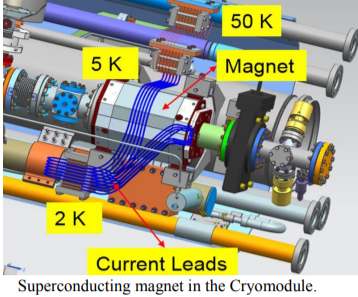 50 K
5 K
Magnet
2 K
Current Leads
Superconducting magnet in the Cryomodule.